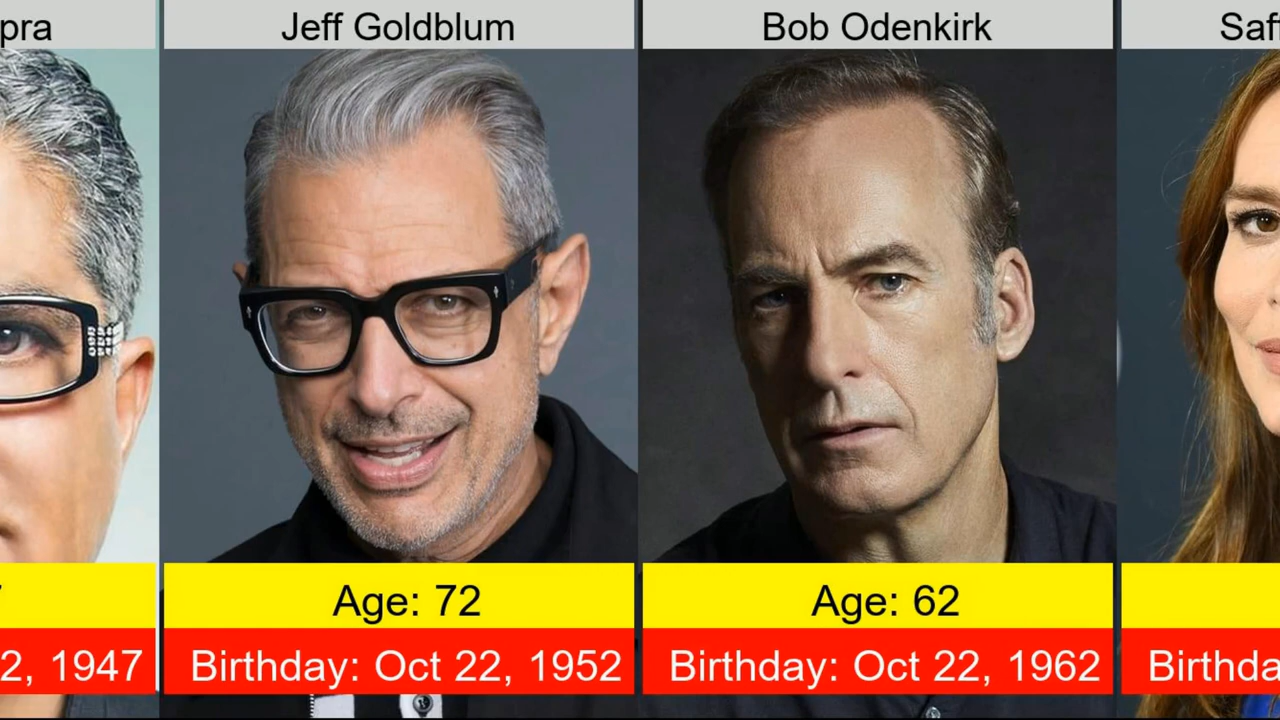 pra
Jeff Goldblum
Bob Odenkirk
Saf
Age: 72
Age: 62
2, 1947
Birthday: Oct 22, 1952
Birthday: Oct 22, 1962
Birthda